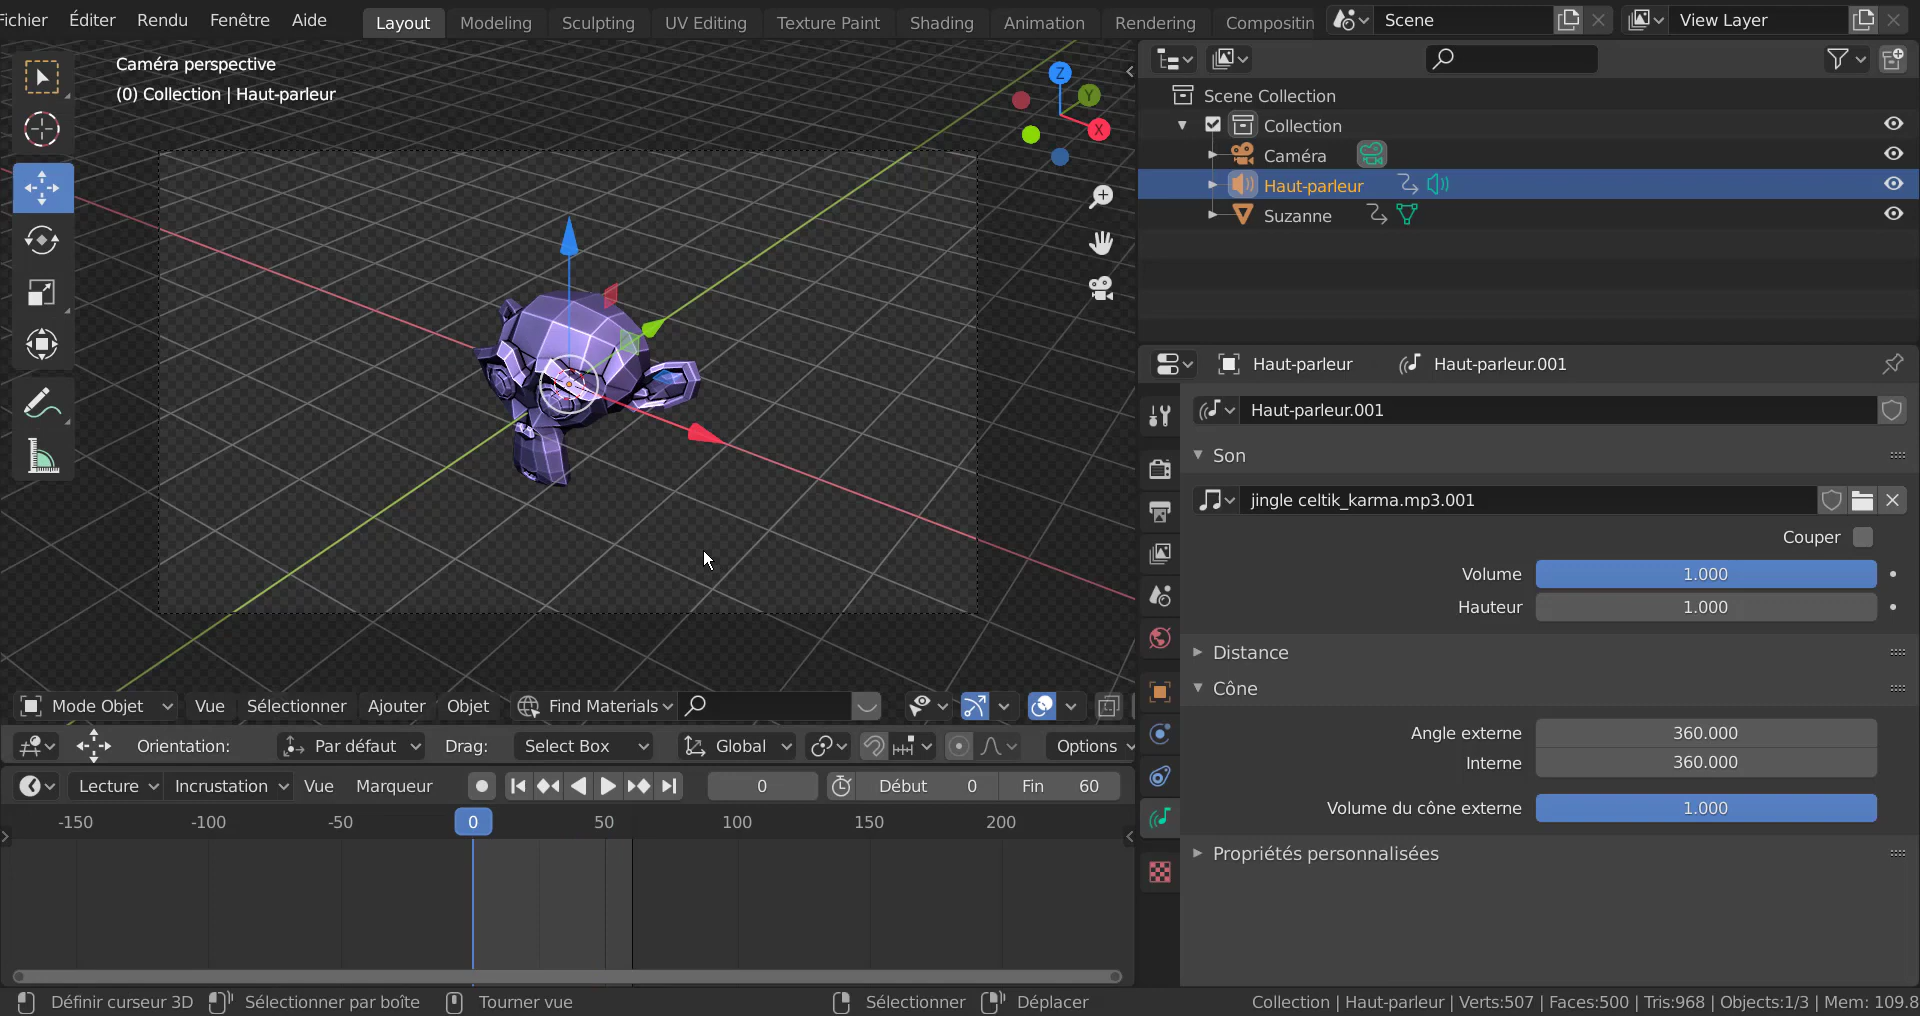 ichier Éditer Rendu Fenêtre Aide Layout Modeling Sculpting UV Editing Texture Paint Shading Animation Rendering Compositin Scene View Layer
Caméra perspective
(0) Collection | Haut-parleur
Z
Y
X
Scene Collection
Collection
Caméra
Haut-parleur
Suzanne
Haut-parleur Haut-parleur.001
Haut-parleur.001
Son
jingle celtik_karma.mp3.001
Couper
Volume 1.000
Hauteur 1.000
Distance
Cône
Angle externe 360.000
Interne 360.000
Volume du cône externe 1.000
Propriétés personnalisées
Mode Objet Vue Sélectionner Ajouter Objet Find Materials
Orientation: Par défaut Drag: Select Box Global Options
Lecture Incrustation Vue Marqueur 0 Début 0 Fin 60
-150 -100 -50 0 50 100 150 200
Définir curseur 3D Sélectionner par boîte Tourner vue Sélectionner Déplacer Collection | Haut-parleur | Verts:507 | Faces:500 | Tris:968 | Objects:1/3 | Mem: 109.8